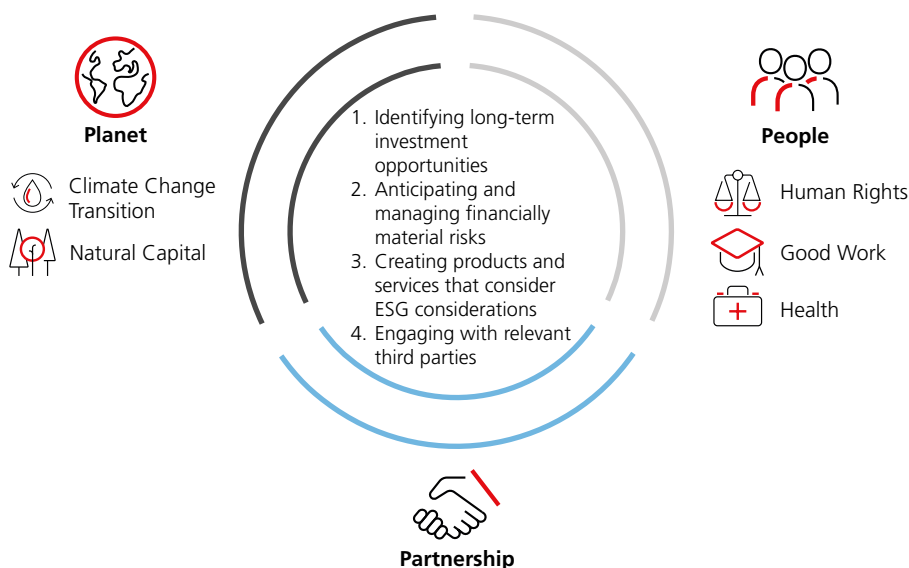 Planet
Climate Change
Transition
Natural Capital
1. Identifying long-term
investment
opportunities
2. Anticipating and
managing financially
material risks
3. Creating products and
services that consider
ESG considerations
4. Engaging with relevant
third parties
People
Human Rights
Good Work
Health
Partnership